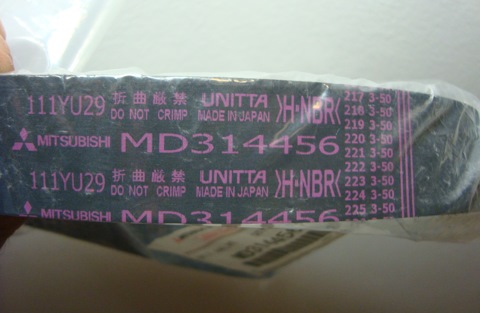 111YU29 折曲厳禁 UNITTA >H-NBR<
DO NOT CRIMP MADE IN JAPAN
MITSUBISHI MD314456
111YU29 折曲厳禁 UNITTA >H-NBR<
DO NOT CRIMP MADE IN JAPAN
MITSUBISHI MD314456
217 3-50
218 3-50
219 3-50
220 3-50
221 3-50
222 3-50
223 3-50
224 3-50
225 3-50